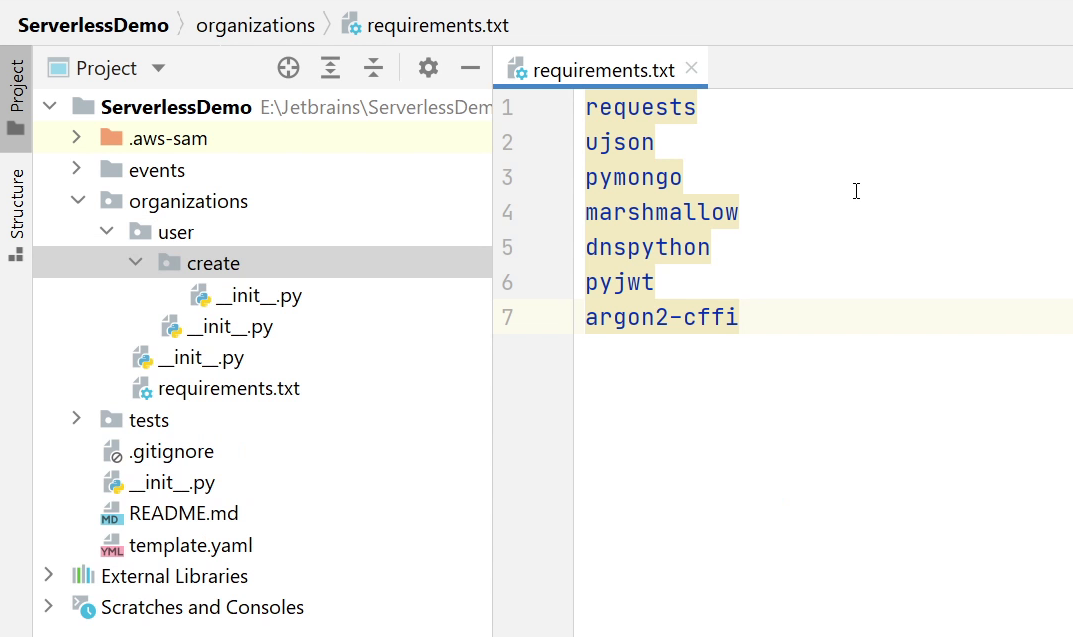 ServerlessDemo organizations requirements.txt
Project
Structure
Project
ServerlessDemo E:\Jetbrains\ServerlessDem
.aws-sam
events
organizations
user
create
__init__.py
__init__.py
__init__.py
requirements.txt
tests
.gitignore
__init__.py
README.md
template.yaml
External Libraries
Scratches and Consoles
requirements.txt
1 requests
2 ujson
3 pymongo
4 marshmallow
5 dnspython
6 pyjwt
7 argon2-cffi
MD
YML